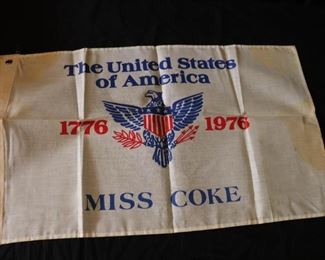 The United States
of America
1776 1976
MISS COKE